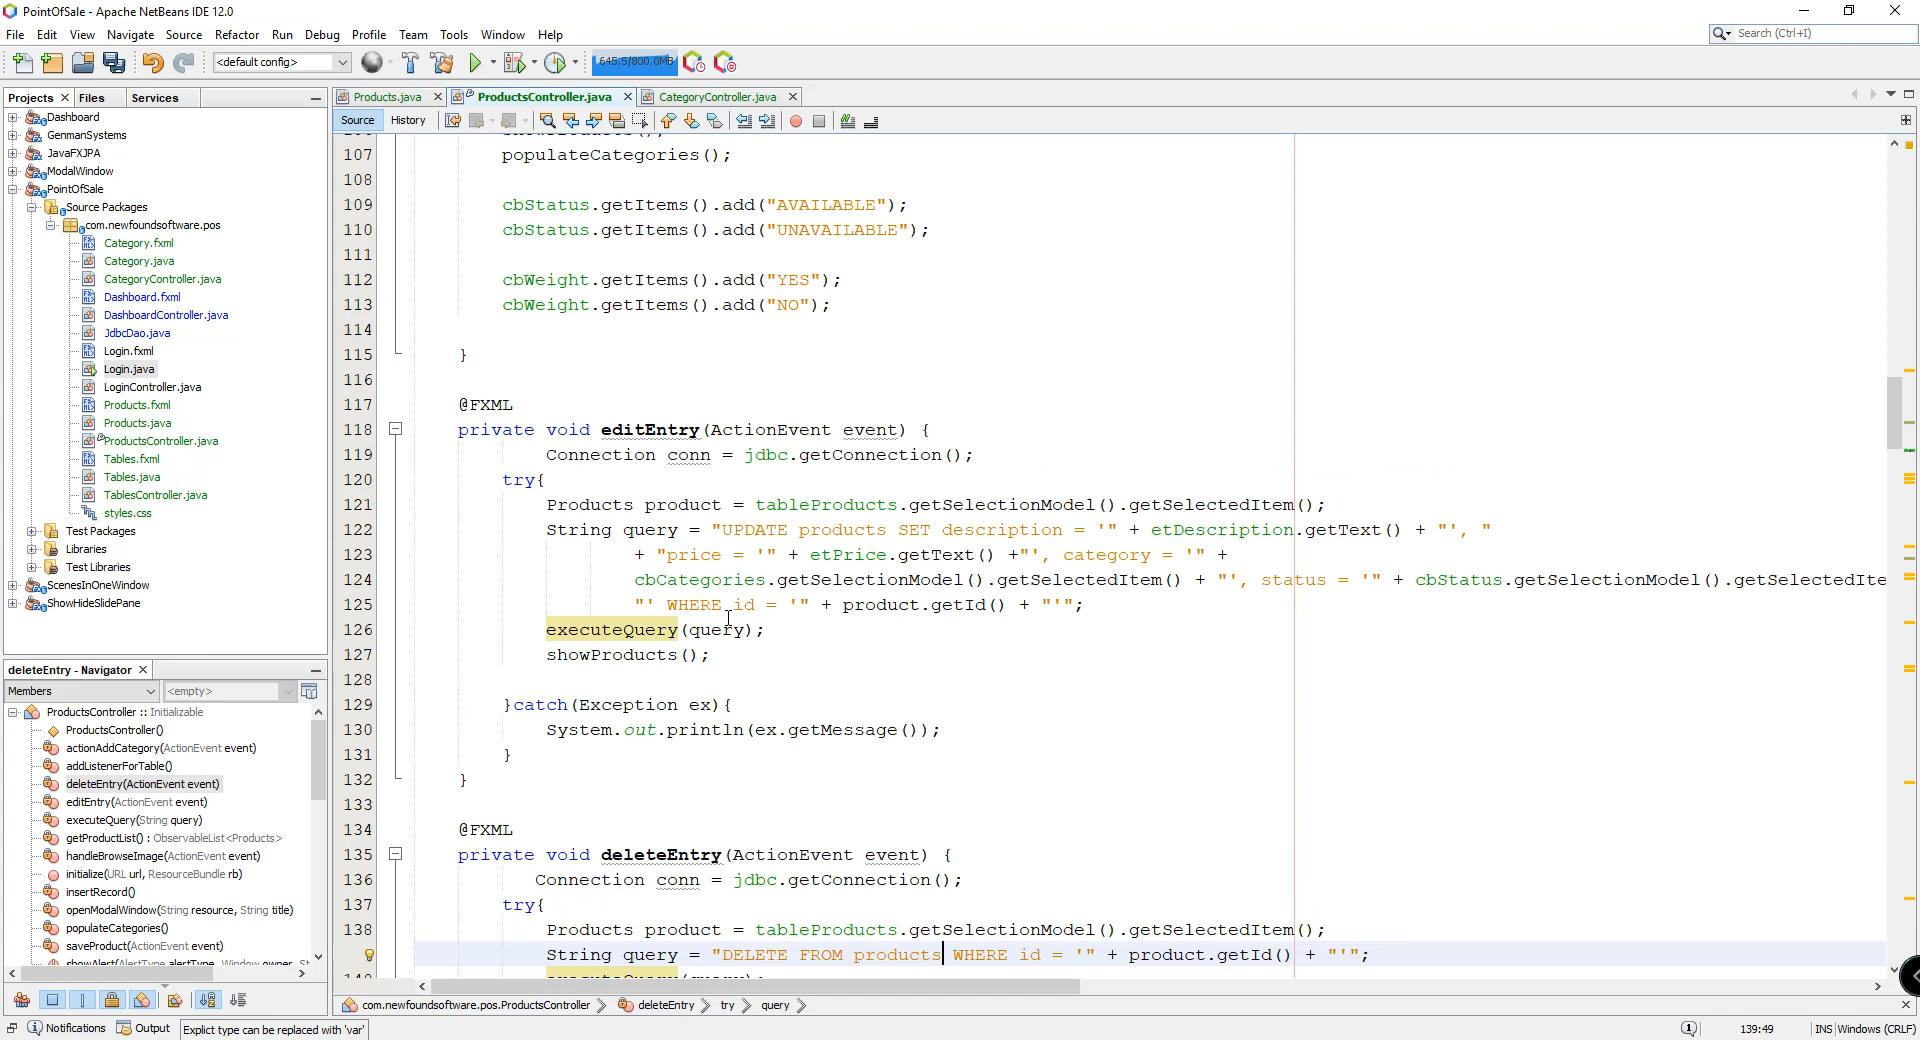 PointOfSale - Apache NetBeans IDE 12.0
File Edit View Navigate Source Refactor Run Debug Profile Team Tools Window Help
Search (Ctrl+I)
<default config>
645.5/800.0MB
Projects
Files
Services
Dashboard
GenmanSystems
JavaFXJPA
ModalWindow
PointOfSale
Source Packages
com.newfoundsoftware.pos
Category.fxml
Category.java
CategoryController.java
Dashboard.fxml
DashboardController.java
JdbcDao.java
Login.fxml
Login.java
LoginController.java
Products.fxml
Products.java
ProductsController.java
Tables.fxml
Tables.java
TablesController.java
styles.css
Test Packages
Libraries
Test Libraries
ScenesInOneWindow
ShowHideSlidePane
deleteEntry - Navigator
Members
<empty>
ProductsController :: Initializable
ProductsController()
actionAddCategory(ActionEvent event)
addListenerForTable()
deleteEntry(ActionEvent event)
editEntry(ActionEvent event)
executeQuery(String query)
getProductList() : ObservableList<Products>
handleBrowseImage(ActionEvent event)
initialize(URL url, ResourceBundle rb)
insertRecord()
openModalWindow(String resource, String title)
populateCategories()
saveProduct(ActionEvent event)
Products.java
ProductsController.java
CategoryController.java
Source
History
107 populateCategories();
108
109 cbStatus.getItems().add("AVAILABLE");
110 cbStatus.getItems().add("UNAVAILABLE");
111
112 cbWeight.getItems().add("YES");
113 cbWeight.getItems().add("NO");
114
115 }
116
117 @FXML
118 private void editEntry(ActionEvent event) {
119 Connection conn = jdbc.getConnection();
120 try{
121 Products product = tableProducts.getSelectionModel().getSelectedItem();
122 String query = "UPDATE products SET description = '" + etDescription.getText() + "', "
123 + "price = '" + etPrice.getText() +"', category = '" +
124 cbCategories.getSelectionModel().getSelectedItem() + "', status = '" + cbStatus.getSelectionModel().getSelectedIte
125 "' WHERE id = '" + product.getId() + "'";
126 executeQuery(query);
127 showProducts();
128
129 }catch(Exception ex){
130 System.out.println(ex.getMessage());
131 }
132 }
133
134 @FXML
135 private void deleteEntry(ActionEvent event) {
136 Connection conn = jdbc.getConnection();
137 try{
138 Products product = tableProducts.getSelectionModel().getSelectedItem();
String query = "DELETE FROM products WHERE id = '" + product.getId() + "'";
com.newfoundsoftware.pos.ProductsController
deleteEntry
try
query
Notifications
Output
Explict type can be replaced with 'var'
139:49
INS
Windows (CRLF)